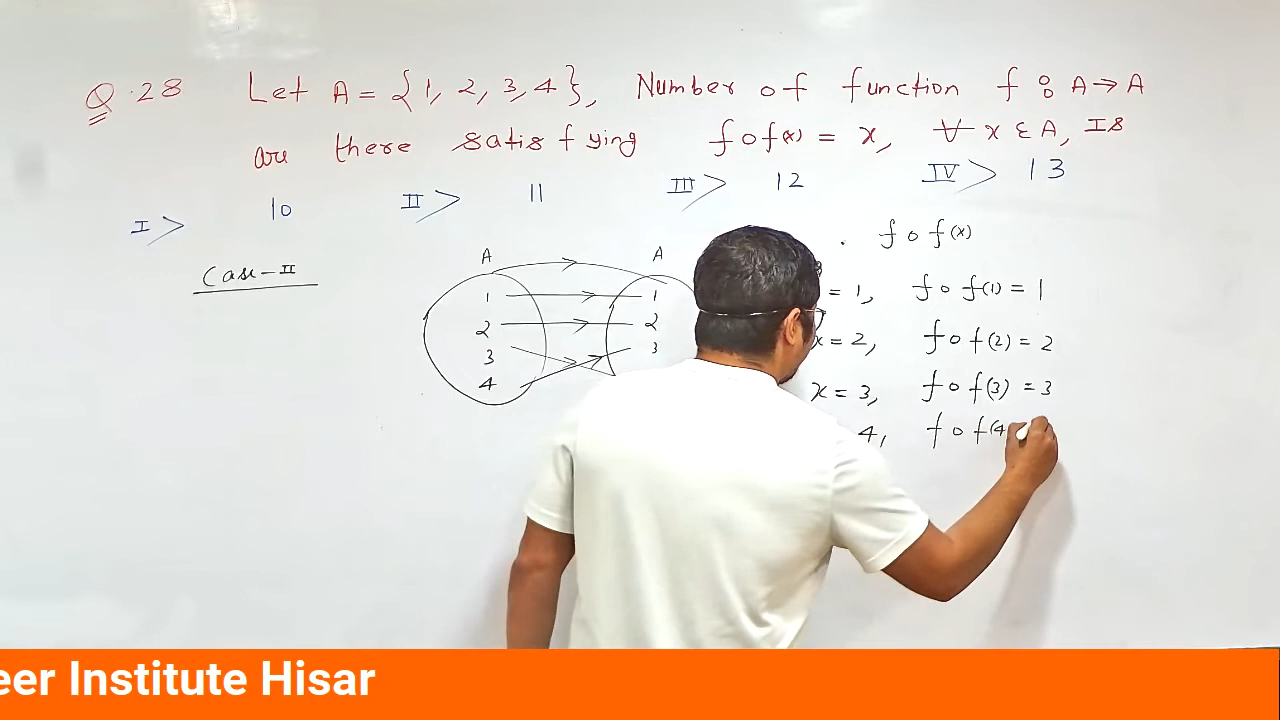 Q.28 Let A = {1, 2, 3, 4}, Number of function f : A → A
are there satisfying fof(x) = x, ∀ x ∈ A, Is
I> 10 II> 11 III> 12 IV> 13
Case-II
A A
1 1
2 2
3 3
4
fof(x)
= 1, fof(1) = 1
x = 2, fof(2) = 2
x = 3, fof(3) = 3
4, fof(4
eer Institute Hisar